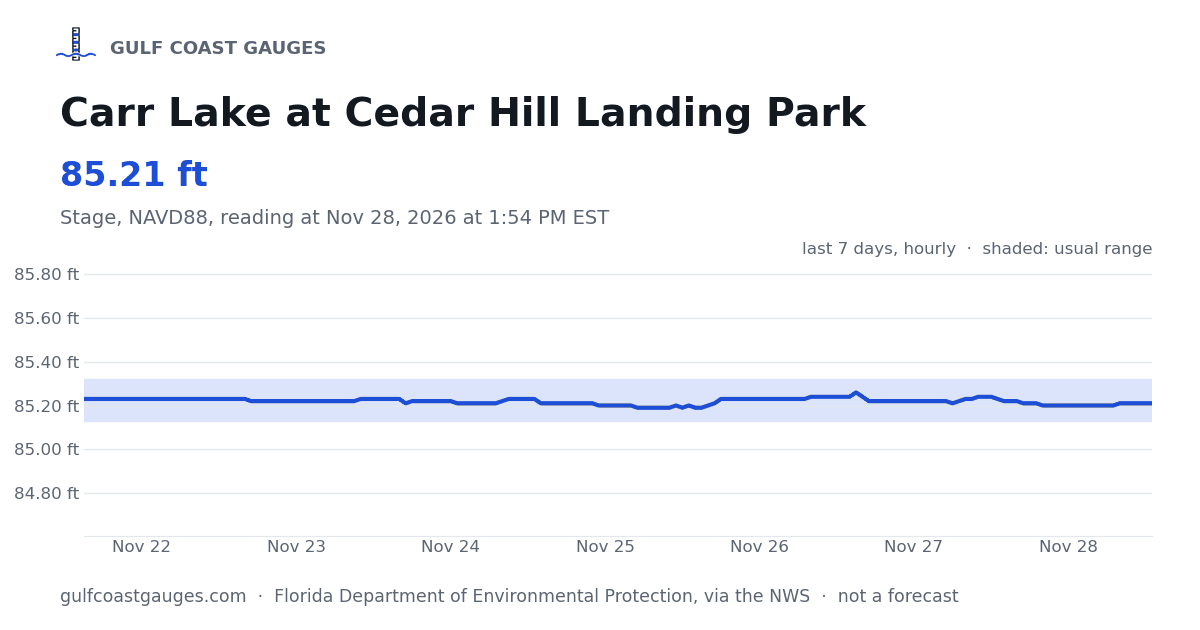 GULF COAST GAUGES
Carr Lake at Cedar Hill Landing Park
85.21 ft
Stage, NAVD88, reading at Nov 28, 2026 at 1:54 PM EST
last 7 days, hourly · shaded: usual range
85.80 ft
85.60 ft
85.40 ft
85.20 ft
85.00 ft
84.80 ft
Nov 22 Nov 23 Nov 24 Nov 25 Nov 26 Nov 27 Nov 28
gulfcoastgauges.com · Florida Department of Environmental Protection, via the NWS · not a forecast